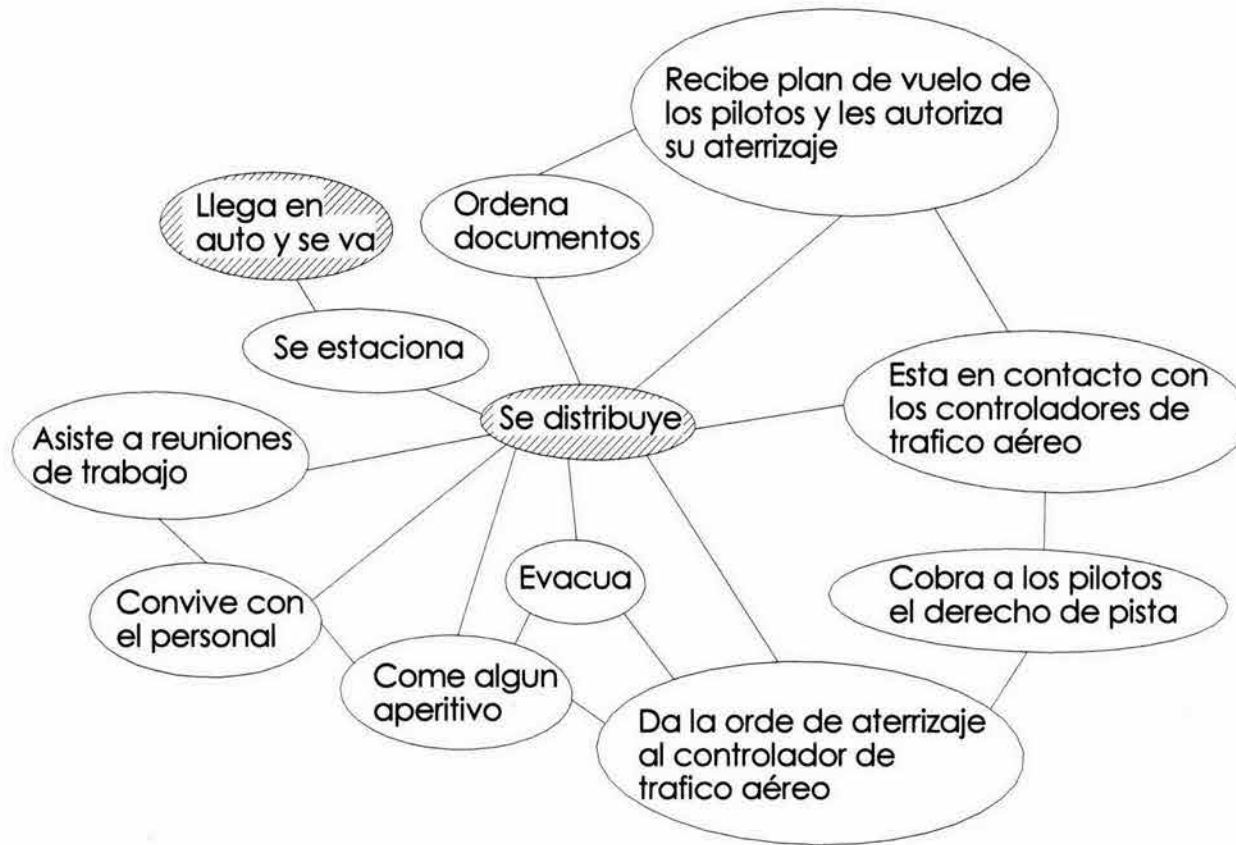 Recibe plan de vuelo de
los pilotos y les autoriza
su aterrizaje
Llega en
auto y se va
Ordena
documentos
Se estaciona
Esta en contacto con
los controladores de
trafico aéreo
Se distribuye
Asiste a reuniones
de trabajo
Evacua
Cobra a los pilotos
el derecho de pista
Convive con
el personal
Come algun
aperitivo
Da la orde de aterrizaje
al controlador de
trafico aéreo